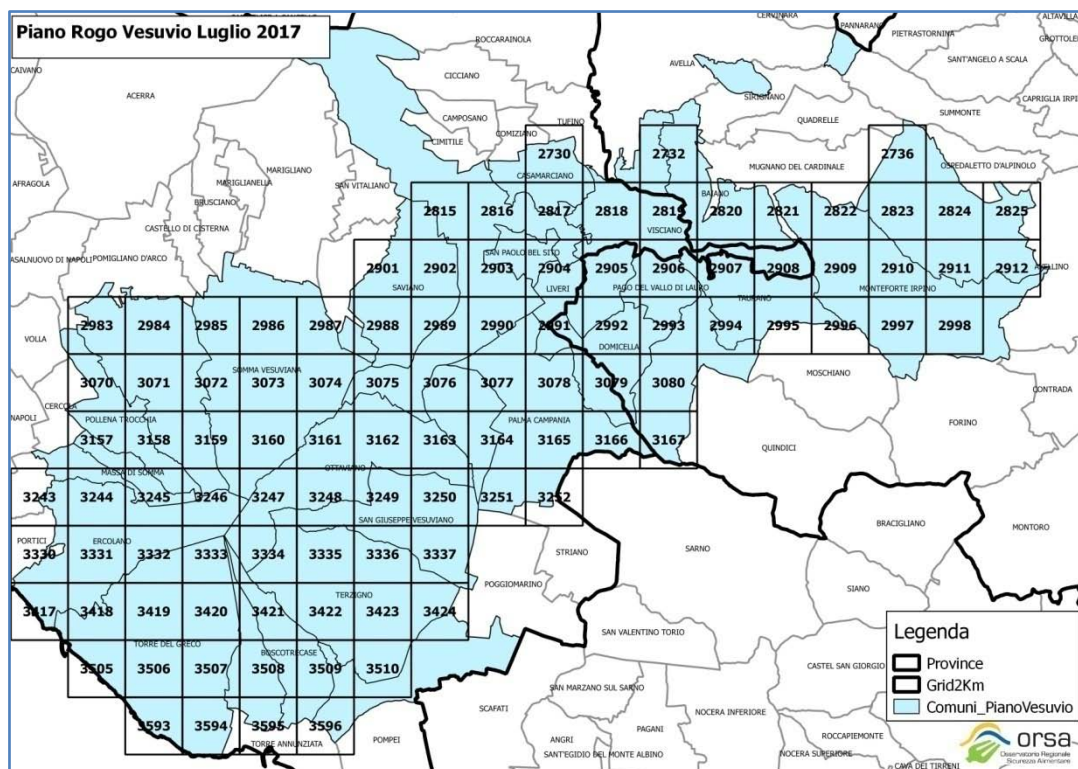 Piano Rogo Vesuvio Luglio 2017
CERVINARA
PANNARANO
ALTAVILLA
PIETRASTORNINA
GROTTOLE
ROCCARAINOLA
CAIVANO
AVELLA
SANT'ANGELO A SCALA
CICCIANO
ACERRA
SIRIGNANO
CAPRIGLIA IRPI
CAMPOSANO
TUFINO
SUMMONTE
COMIZIANO
QUADRELLE
CIMITILE
2730 2732 2736
MUGNANO DEL CARDINALE
OSPEDALETTO D'ALPINOLO
MARIGLIANO
CASAMARCIANO
AFRAGOLA
MARIGLIANELLA
SAN VITALIANO
BAIANO
BRUSCIANO
2815 2816 2817 2818 2819 2820 2821 2822 2823 2824 2825
CASTELLO DI CISTERNA
VISCIANO
SAN PAOLO BEL SITO
ASALNUOVO DI NAPOLI
POMIGLIANO D'ARCO
2901 2902 2903 2904 2905 2906 2907 2908 2909 2910 2911 2912
AVELLINO
SAVIANO
LIVERI
PAGO DEL VALLO DI LAURO
MONTEFORTE IRPINO
TAURANO
2983 2984 2985 2986 2987 2988 2989 2990 2991 2992 2993 2994 2995 2996 2997 2998
VOLLA
DOMICELLA
SOMMA VESUVIANA
MOSCHIANO
3070 3071 3072 3073 3074 3075 3076 3077 3078 3079 3080
CONTRADA
NAPOLI
CERCOLA
POLLENA TROCCHIA
PALMA CAMPANIA
FORINO
3157 3158 3159 3160 3161 3162 3163 3164 3165 3166 3167
QUINDICI
MASSA DI SOMMA
OTTAVIANO
3243 3244 3245 3246 3247 3248 3249 3250 3251 3252
SAN GIUSEPPE VESUVIANO
BRACIGLIANO
MONTORO
PORTICI
ERCOLANO
STRIANO
SARNO
3330 3331 3332 3333 3334 3335 3336 3337
POGGIOMARINO
SIANO
TERZIGNO
3417 3418 3419 3420 3421 3422 3423 3424
SAN VALENTINO TORIO
TORRE DEL GRECO
BOSCOTRECASE
Legenda
3505 3506 3507 3508 3509 3510
CASTEL SAN GIORGIO
Province
SAN MARZANO SUL SARNO
Grid2Km
SCAFATI
NOCERA INFERIORE
Comuni_PianoVesuvio
3593 3594 3595 3596
PAGANI
ROCCAPIEMONTE
TORRE ANNUNZIATA
POMPEI
ANGRI
SANT'EGIDIO DEL MONTE ALBINO
NOCERA SUPERIORE
CAVA DEI TIRRENI
orsa
Osservatorio Regionale
Sicurezza Alimentare